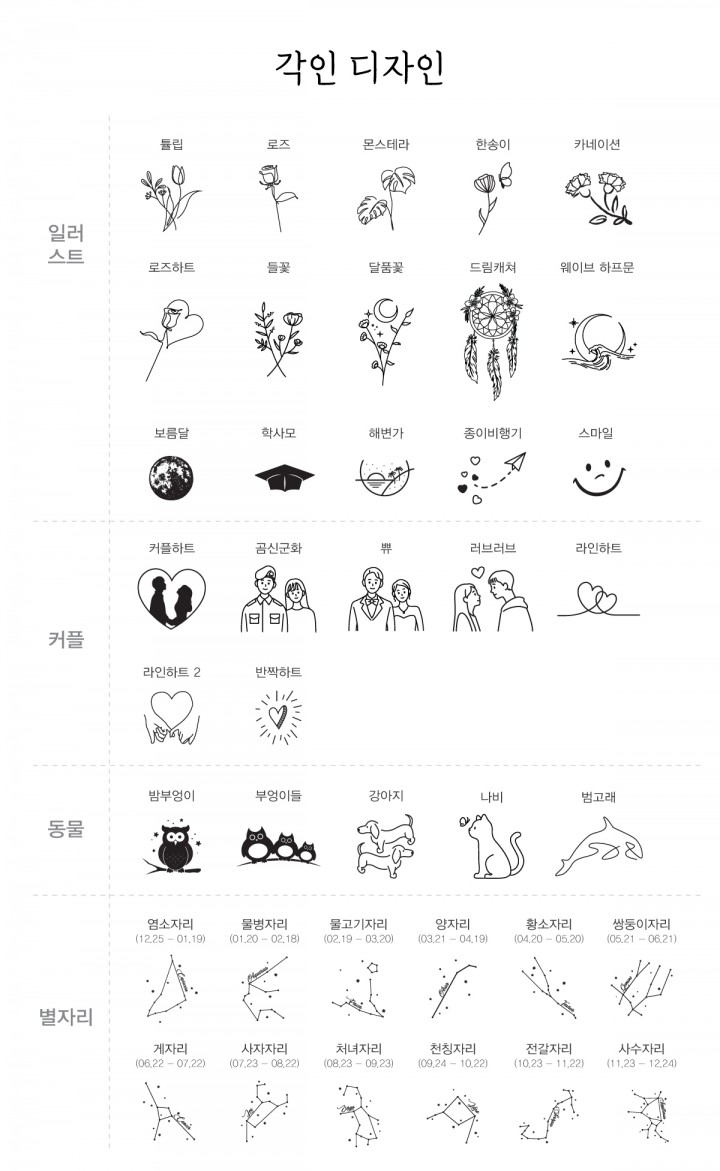 각인 디자인
일러
스트
튤립
로즈
몬스테라
한송이
카네이션
로즈하트
들꽃
달품꽃
드림캐쳐
웨이브 하프문
보름달
학사모
해변가
종이비행기
스마일
커플
커플하트
곰신군화
쀼
러브러브
라인하트
라인하트 2
반짝하트
동물
밤부엉이
부엉이들
강아지
나비
범고래
별자리
염소자리
(12.25 – 01.19)
물병자리
(01.20 – 02.18)
물고기자리
(02.19 – 03.20)
양자리
(03.21 – 04.19)
황소자리
(04.20 – 05.20)
쌍둥이자리
(05.21 – 06.21)
게자리
(06.22 – 07.22)
사자자리
(07.23 – 08.22)
처녀자리
(08.23 – 09.23)
천칭자리
(09.24 – 10.22)
전갈자리
(10.23 – 11.22)
사수자리
(11.23 – 12.24)